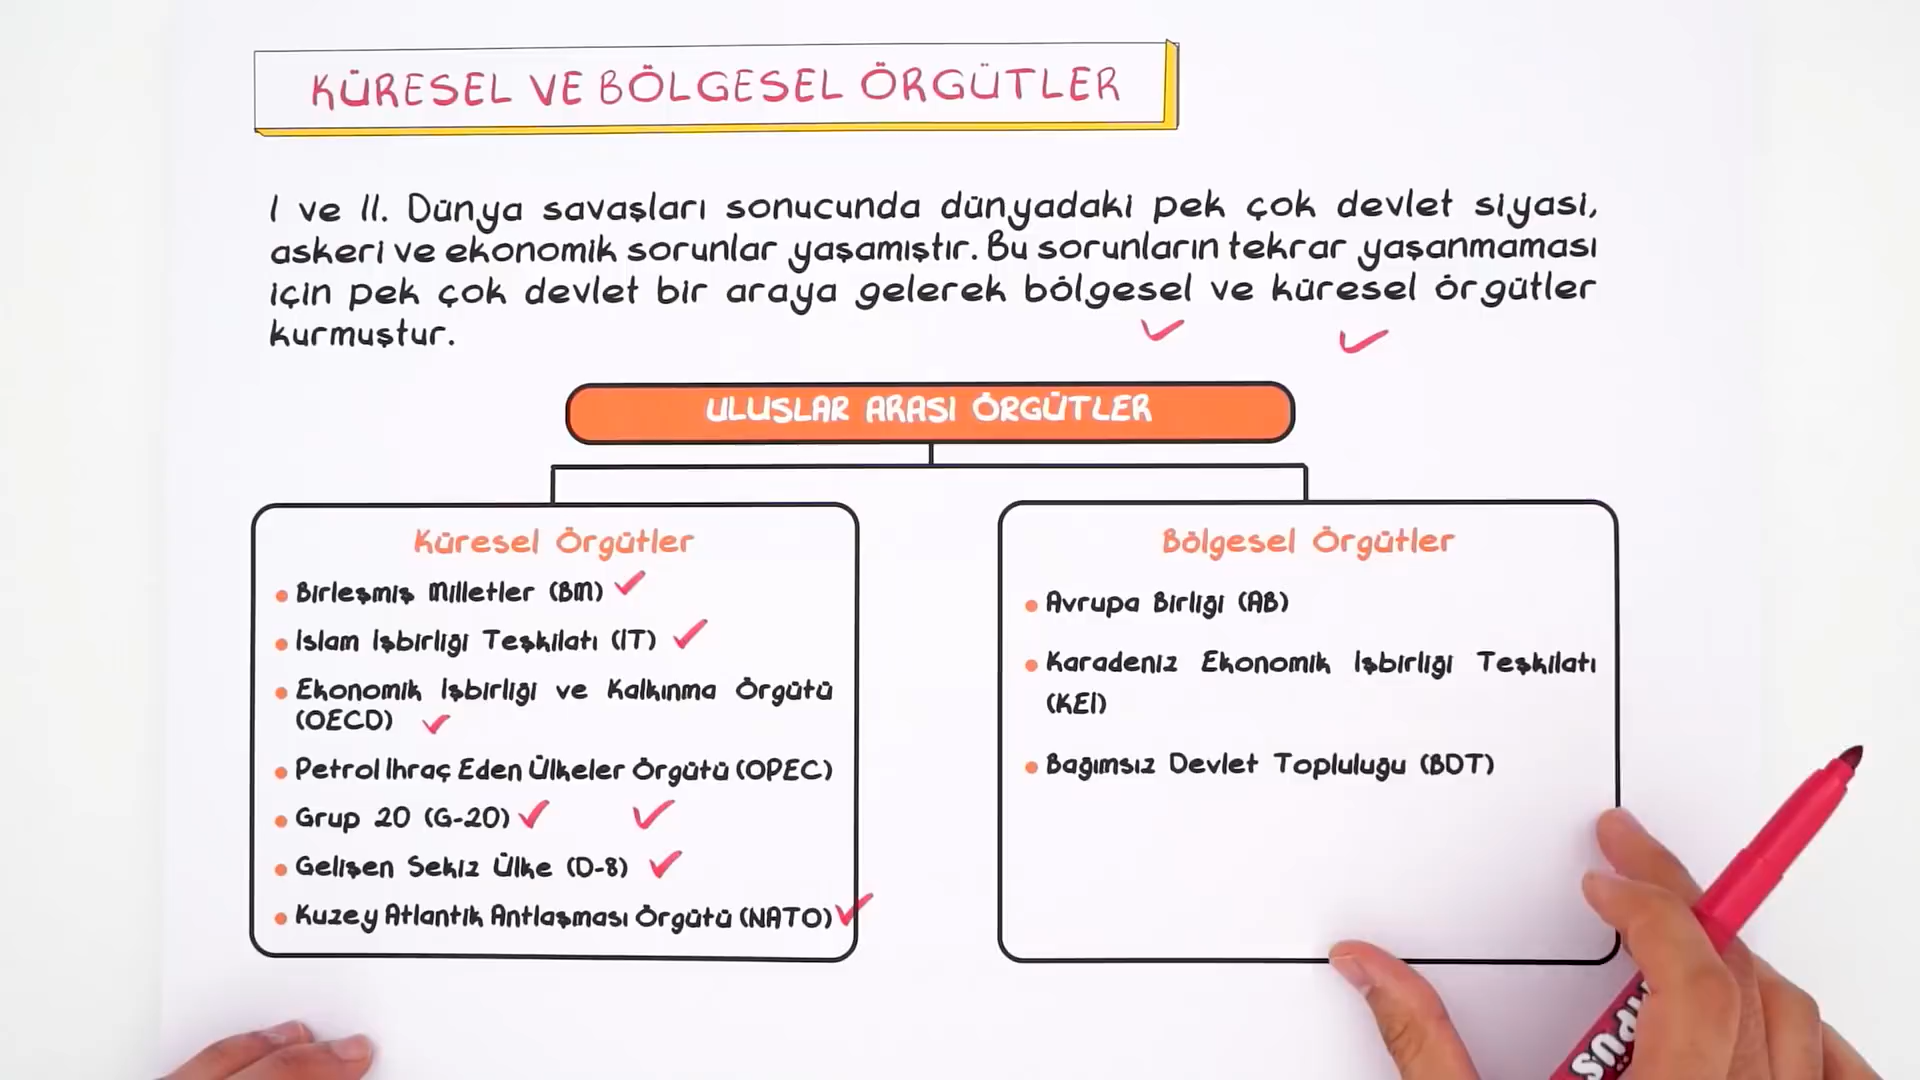 KÜRESEL VE BÖLGESEL ÖRGÜTLER
I ve II. Dünya savaşları sonucunda dünyadaki pek çok devlet siyasi,
askeri ve ekonomik sorunlar yaşamıştır. Bu sorunların tekrar yaşanmaması
için pek çok devlet bir araya gelerek bölgesel ve küresel örgütler
kurmuştur.
ULUSLAR ARASI ÖRGÜTLER
Küresel Örgütler
• Birleşmiş Milletler (BM)
• İslam İşbirliği Teşkilatı (İT)
• Ekonomik İşbirliği ve Kalkınma Örgütü
(OECD)
• Petrol İhraç Eden Ülkeler Örgütü (OPEC)
• Grup 20 (G-20)
• Gelişen Sekiz Ülke (D-8)
• Kuzey Atlantik Antlaşması Örgütü (NATO)
Bölgesel Örgütler
• Avrupa Birliği (AB)
• Karadeniz Ekonomik İşbirliği Teşkilatı
(KEİ)
• Bağımsız Devlet Topluluğu (BDT)